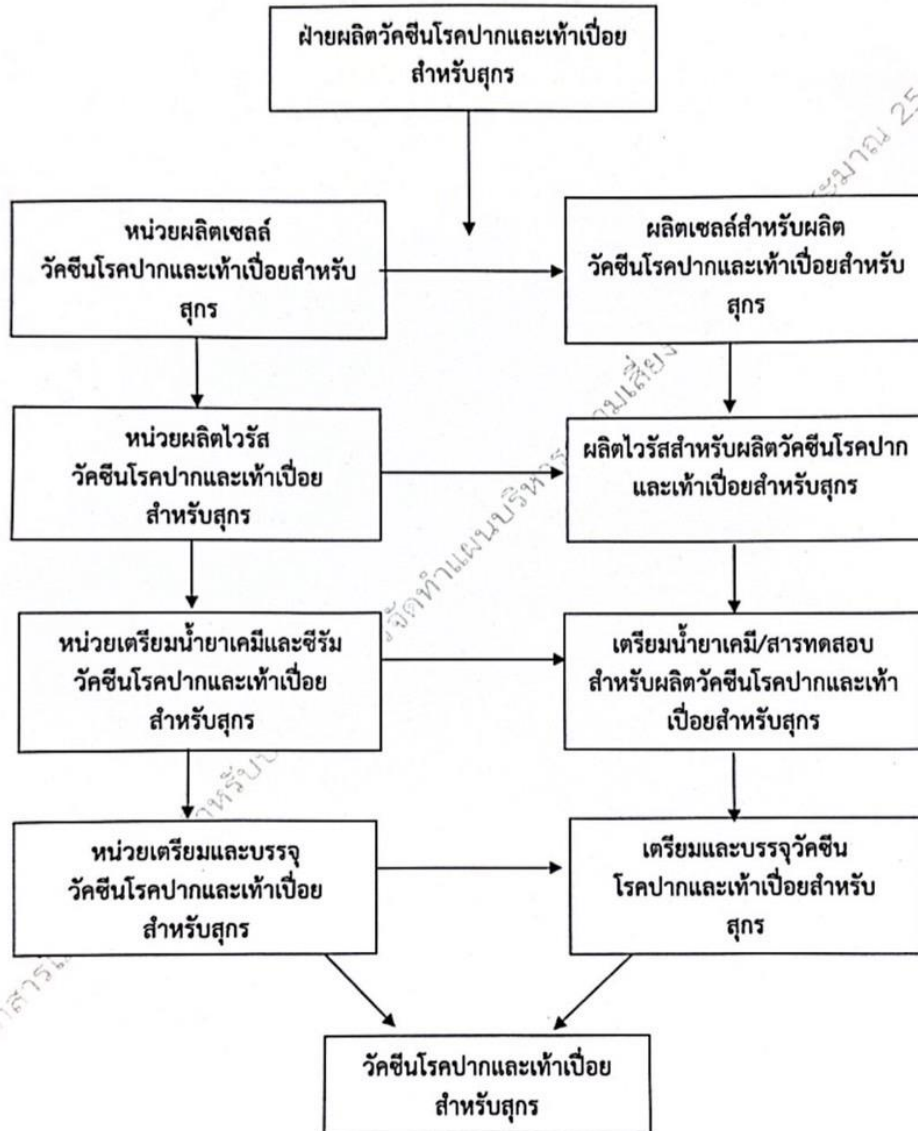 ฝ่ายผลิตวัคซีนโรคปากและเท้าเปื่อย
สำหรับสุกร
หน่วยผลิตเซลล์
วัคซีนโรคปากและเท้าเปื่อยสำหรับ
สุกร
ผลิตเซลล์สำหรับผลิต
วัคซีนโรคปากและเท้าเปื่อยสำหรับ
สุกร
หน่วยผลิตไวรัส
วัคซีนโรคปากและเท้าเปื่อย
สำหรับสุกร
ผลิตไวรัสสำหรับผลิตวัคซีนโรคปาก
และเท้าเปื่อยสำหรับสุกร
หน่วยเตรียมน้ำยาเคมีและซีรัม
วัคซีนโรคปากและเท้าเปื่อย
สำหรับสุกร
เตรียมน้ำยาเคมี/สารทดสอบ
สำหรับผลิตวัคซีนโรคปากและเท้า
เปื่อยสำหรับสุกร
หน่วยเตรียมและบรรจุ
วัคซีนโรคปากและเท้าเปื่อย
สำหรับสุกร
เตรียมและบรรจุวัคซีน
โรคปากและเท้าเปื่อยสำหรับ
สุกร
วัคซีนโรคปากและเท้าเปื่อย
สำหรับสุกร
จัดทำแผนบริหาร